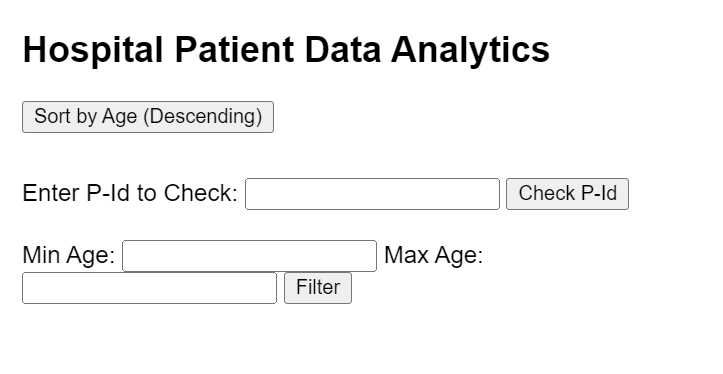 Hospital Patient Data Analytics
Sort by Age (Descending)
Enter P-Id to Check: Check P-Id
Min Age: Max Age:
Filter